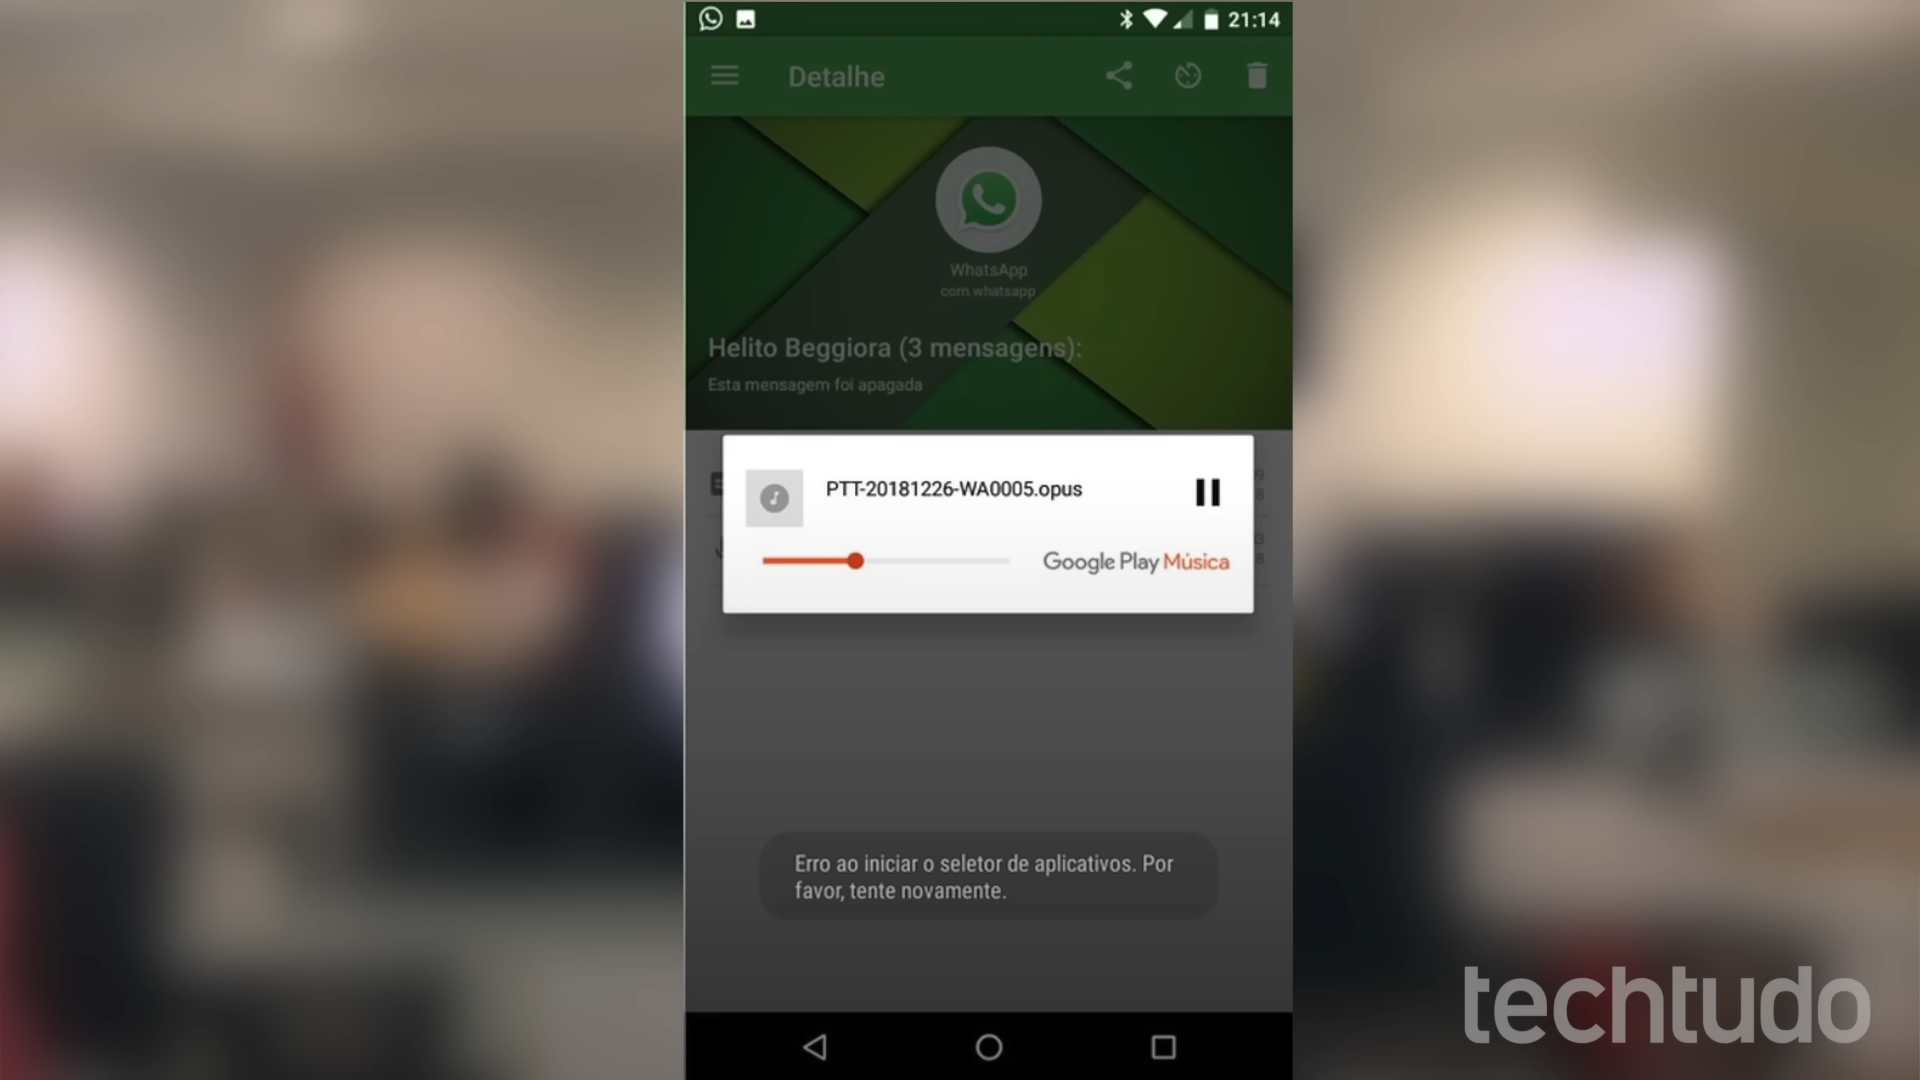 21:14
Detalhe
WhatsApp
com.whatsapp
Helito Beggiora (3 mensagens):
Esta mensagem foi apagada
PTT-20181226-WA0005.opus
Google Play Música
Erro ao iniciar o seletor de aplicativos. Por
favor, tente novamente.
techtudo